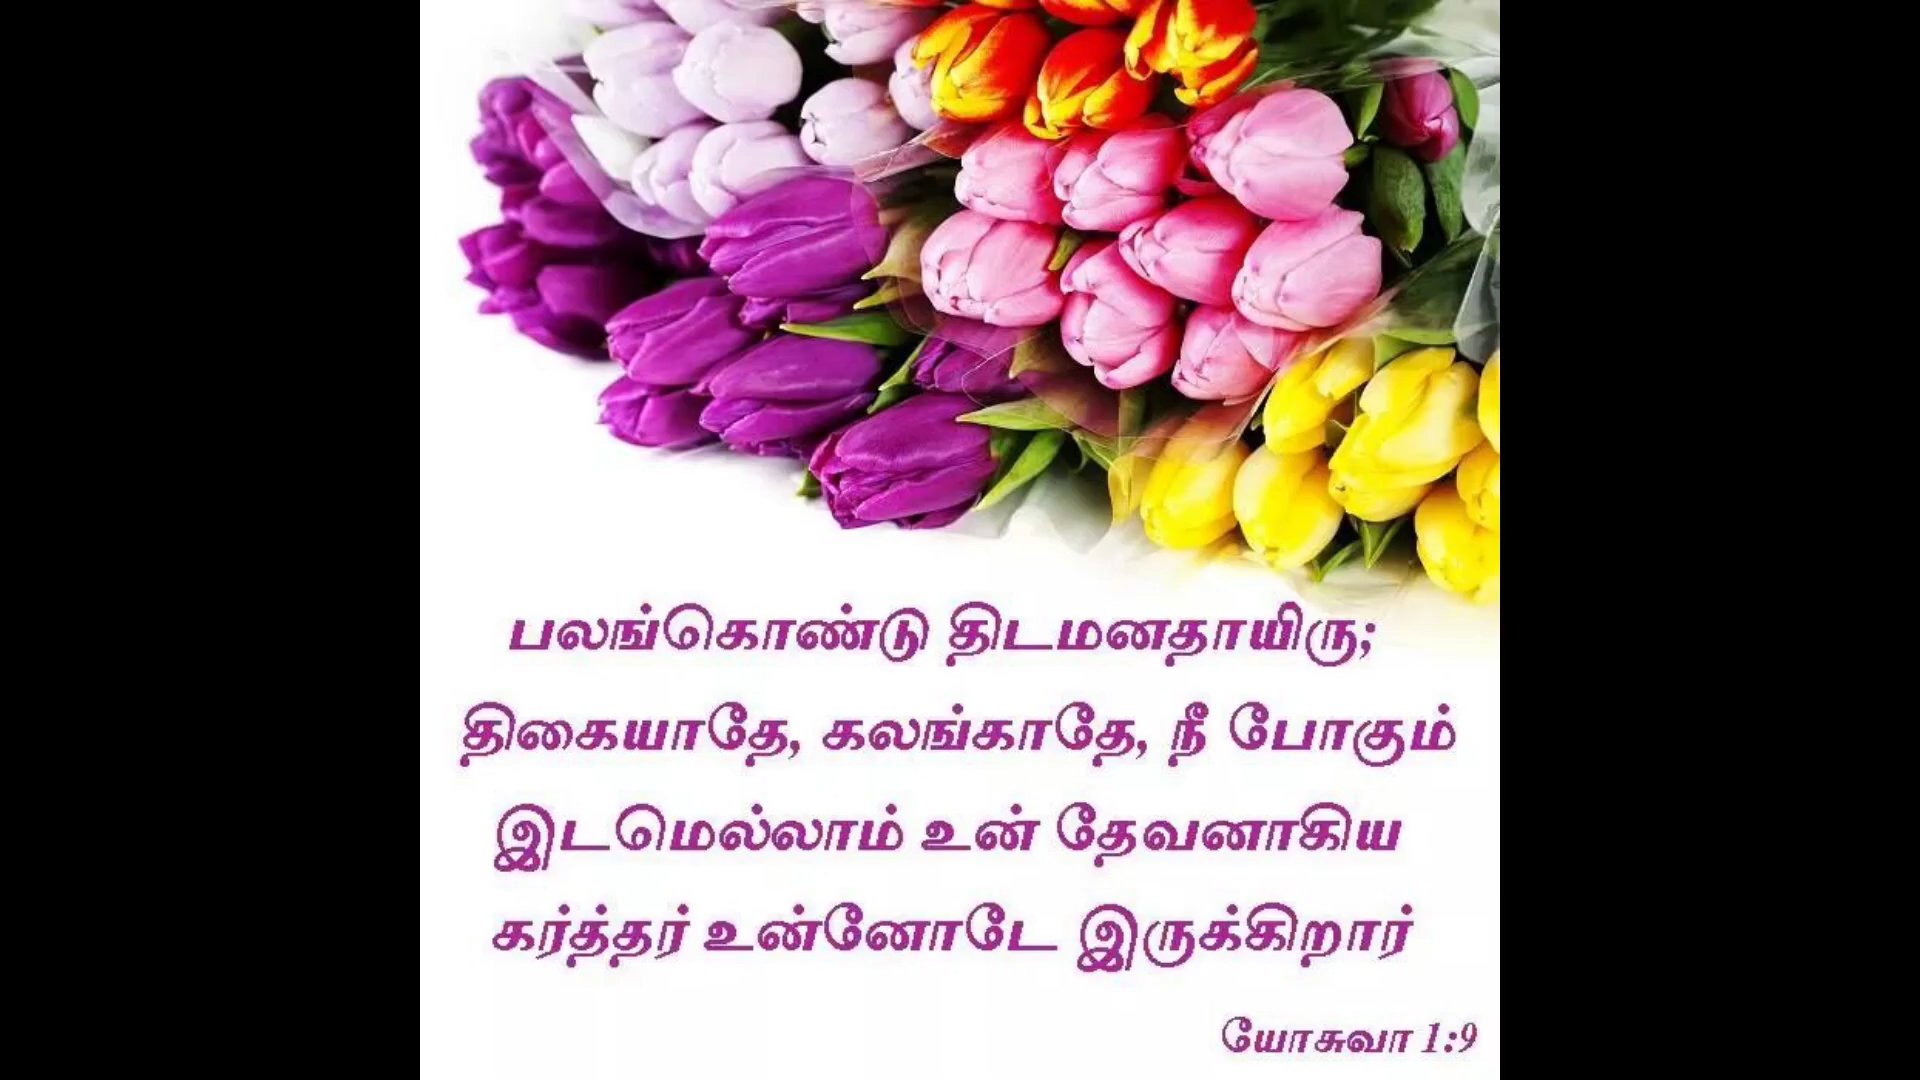 பலங்கொண்டு திடமனதாயிரு;
திகையாதே, கலங்காதே, நீ போகும்
இடமெல்லாம் உன் தேவனாகிய
கர்த்தர் உன்னோடே இருக்கிறார்
யோசுவா 1:9